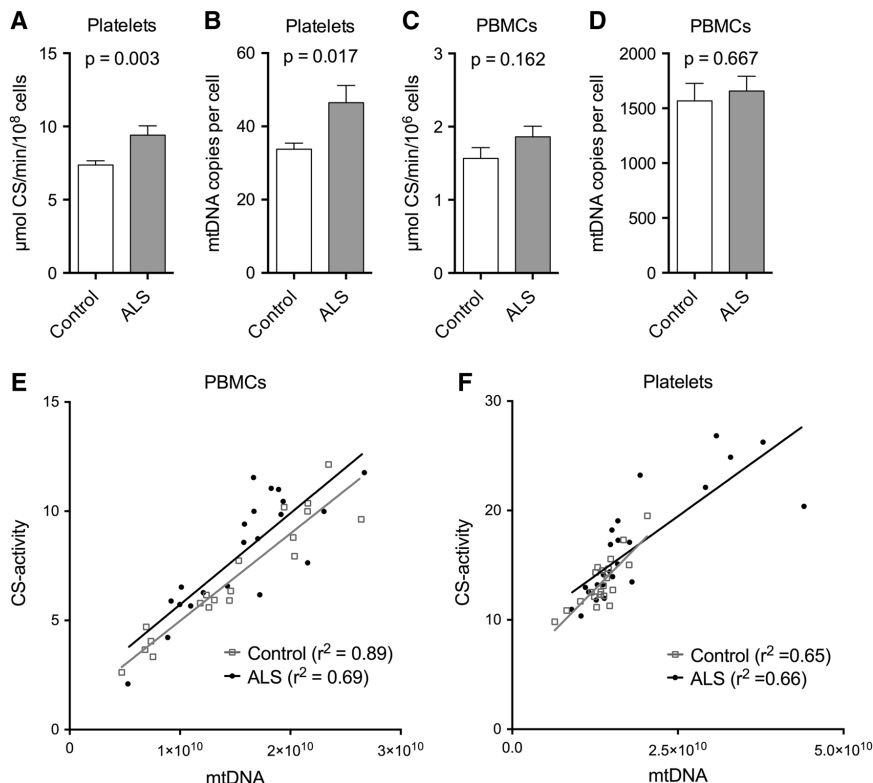 A
Platelets
p = 0.003
µmol CS/min/10⁸ cells
15
10
5
0
Control
ALS
B
Platelets
p = 0.017
mtDNA copies per cell
60
40
20
0
Control
ALS
C
PBMCs
p = 0.162
µmol CS/min/10⁶ cells
3
2
1
0
Control
ALS
D
PBMCs
p = 0.667
mtDNA copies per cell
2000
1500
1000
500
0
Control
ALS
E
PBMCs
CS-activity
15
10
5
0
Control (r² = 0.89)
ALS (r² = 0.69)
0
1×10¹⁰
2×10¹⁰
3×10¹⁰
mtDNA
F
Platelets
CS-activity
30
20
10
0
Control (r² =0.65)
ALS (r² =0.66)
0.0
2.5×10¹⁰
5.0×10¹⁰
mtDNA